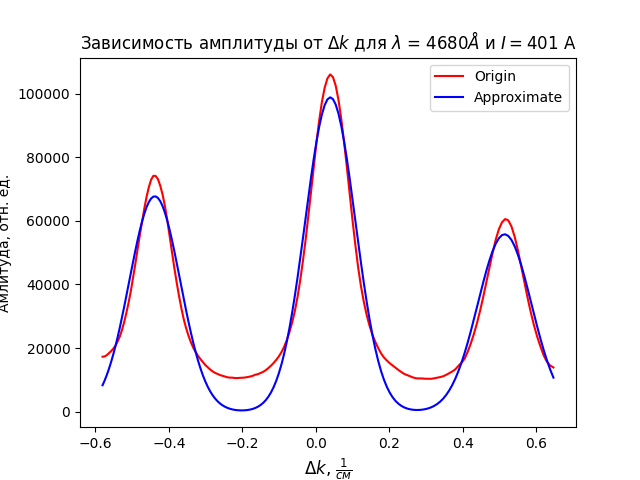 Зависимость амплитуды от Δk для λ = 4680Å и I = 401 А
Origin
Approximate
100000
80000
60000
40000
20000
0
Амлитуда, отн. ед.
−0.6 −0.4 −0.2 0.0 0.2 0.4 0.6
Δk, 1/см